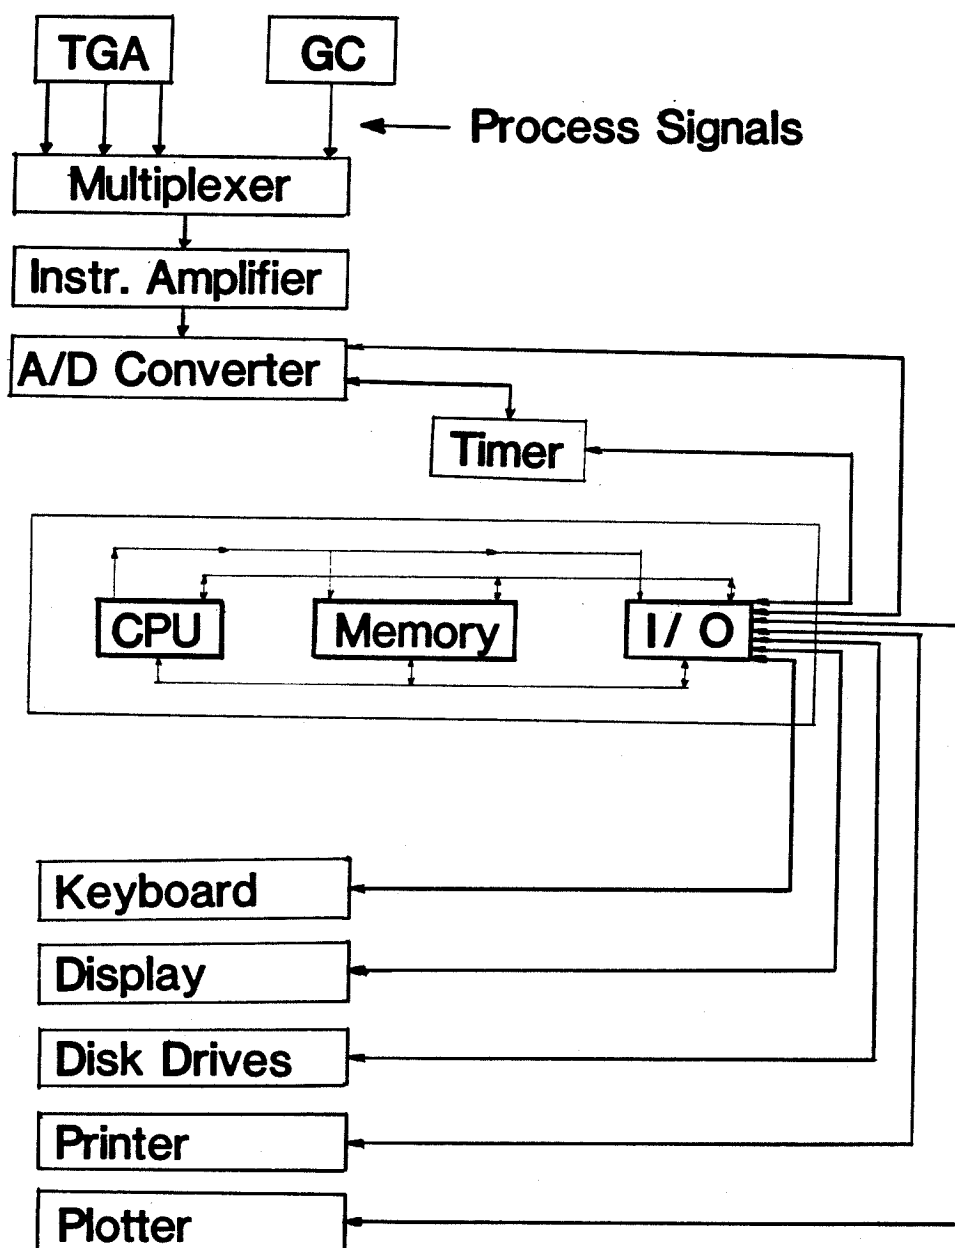 TGA GC
Process Signals
Multiplexer
Instr. Amplifier
A/D Converter
Timer
CPU Memory I/ O
Keyboard
Display
Disk Drives
Printer
Plotter